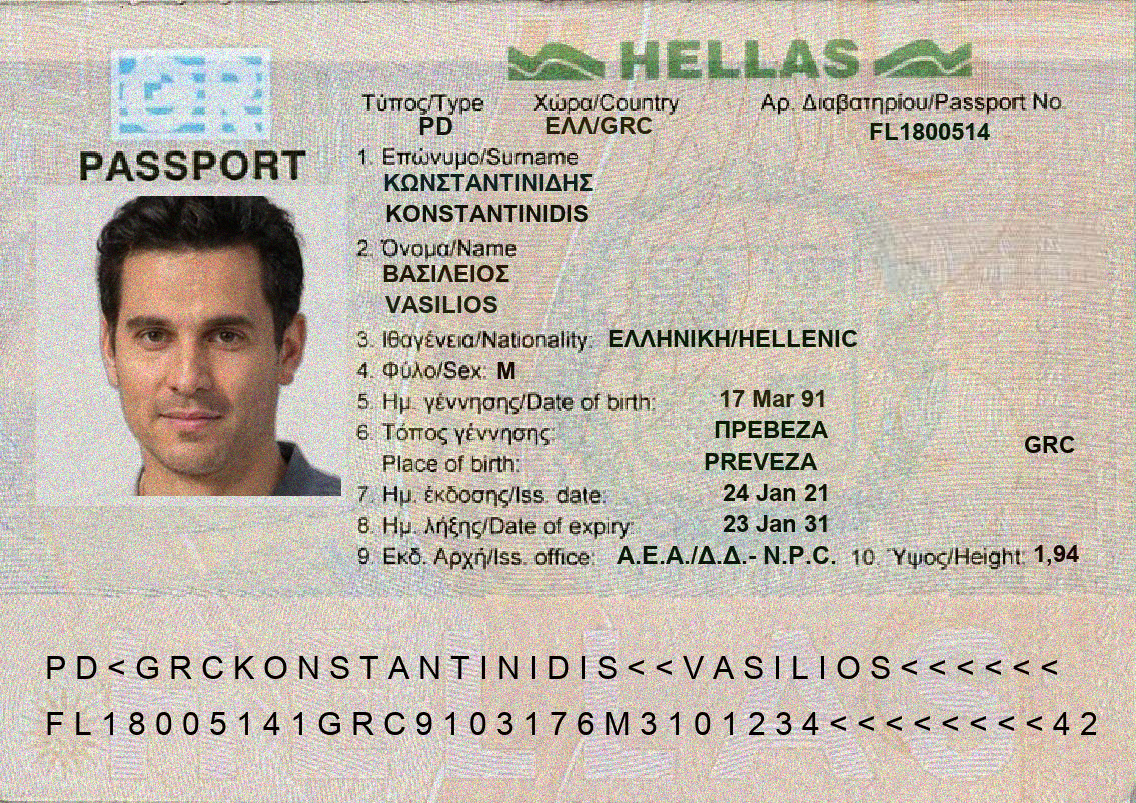 HELLAS
Τύπος/Type Χώρα/Country Αρ. Διαβατηρίου/Passport No.
PD ΕΛΛ/GRC FL1800514
PASSPORT
1. Επώνυμο/Surname
ΚΩΝΣΤΑΝΤΙΝΙΔΗΣ
KONSTANTINIDIS
2. Όνομα/Name
ΒΑΣΙΛΕΙΟΣ
VASILIOS
3. Ιθαγένεια/Nationality: ΕΛΛΗΝΙΚΗ/HELLENIC
4. Φύλο/Sex: M
5. Ημ. γέννησης/Date of birth: 17 Mar 91
6. Τόπος γέννησης: ΠΡΕΒΕΖΑ
GRC
Place of birth: PREVEZA
7. Ημ. έκδοσης/Iss. date: 24 Jan 21
8. Ημ. λήξης/Date of expiry: 23 Jan 31
9 Εκδ. Αρχή/Iss. office: Α.Ε.Α./Δ.Δ.- N.P.C. 10. Ύψος/Height: 1,94
PD<GRCKONSTANTINIDIS<<VASILIOS<<<<<<
FL18005141GRC9103176M3101234<<<<<<<<42